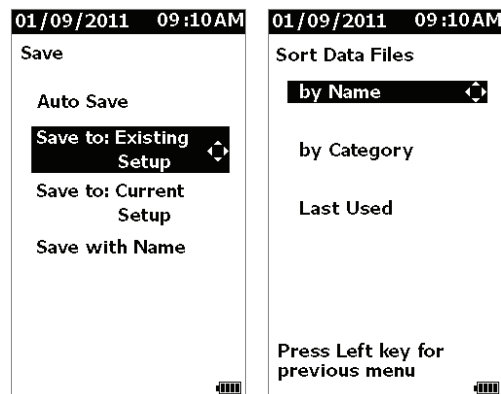 01/09/2011 09:10AM
Save
Auto Save
Save to: Existing
Setup
Save to: Current
Setup
Save with Name
01/09/2011 09:10AM
Sort Data Files
by Name
by Category
Last Used
Press Left key for
previous menu